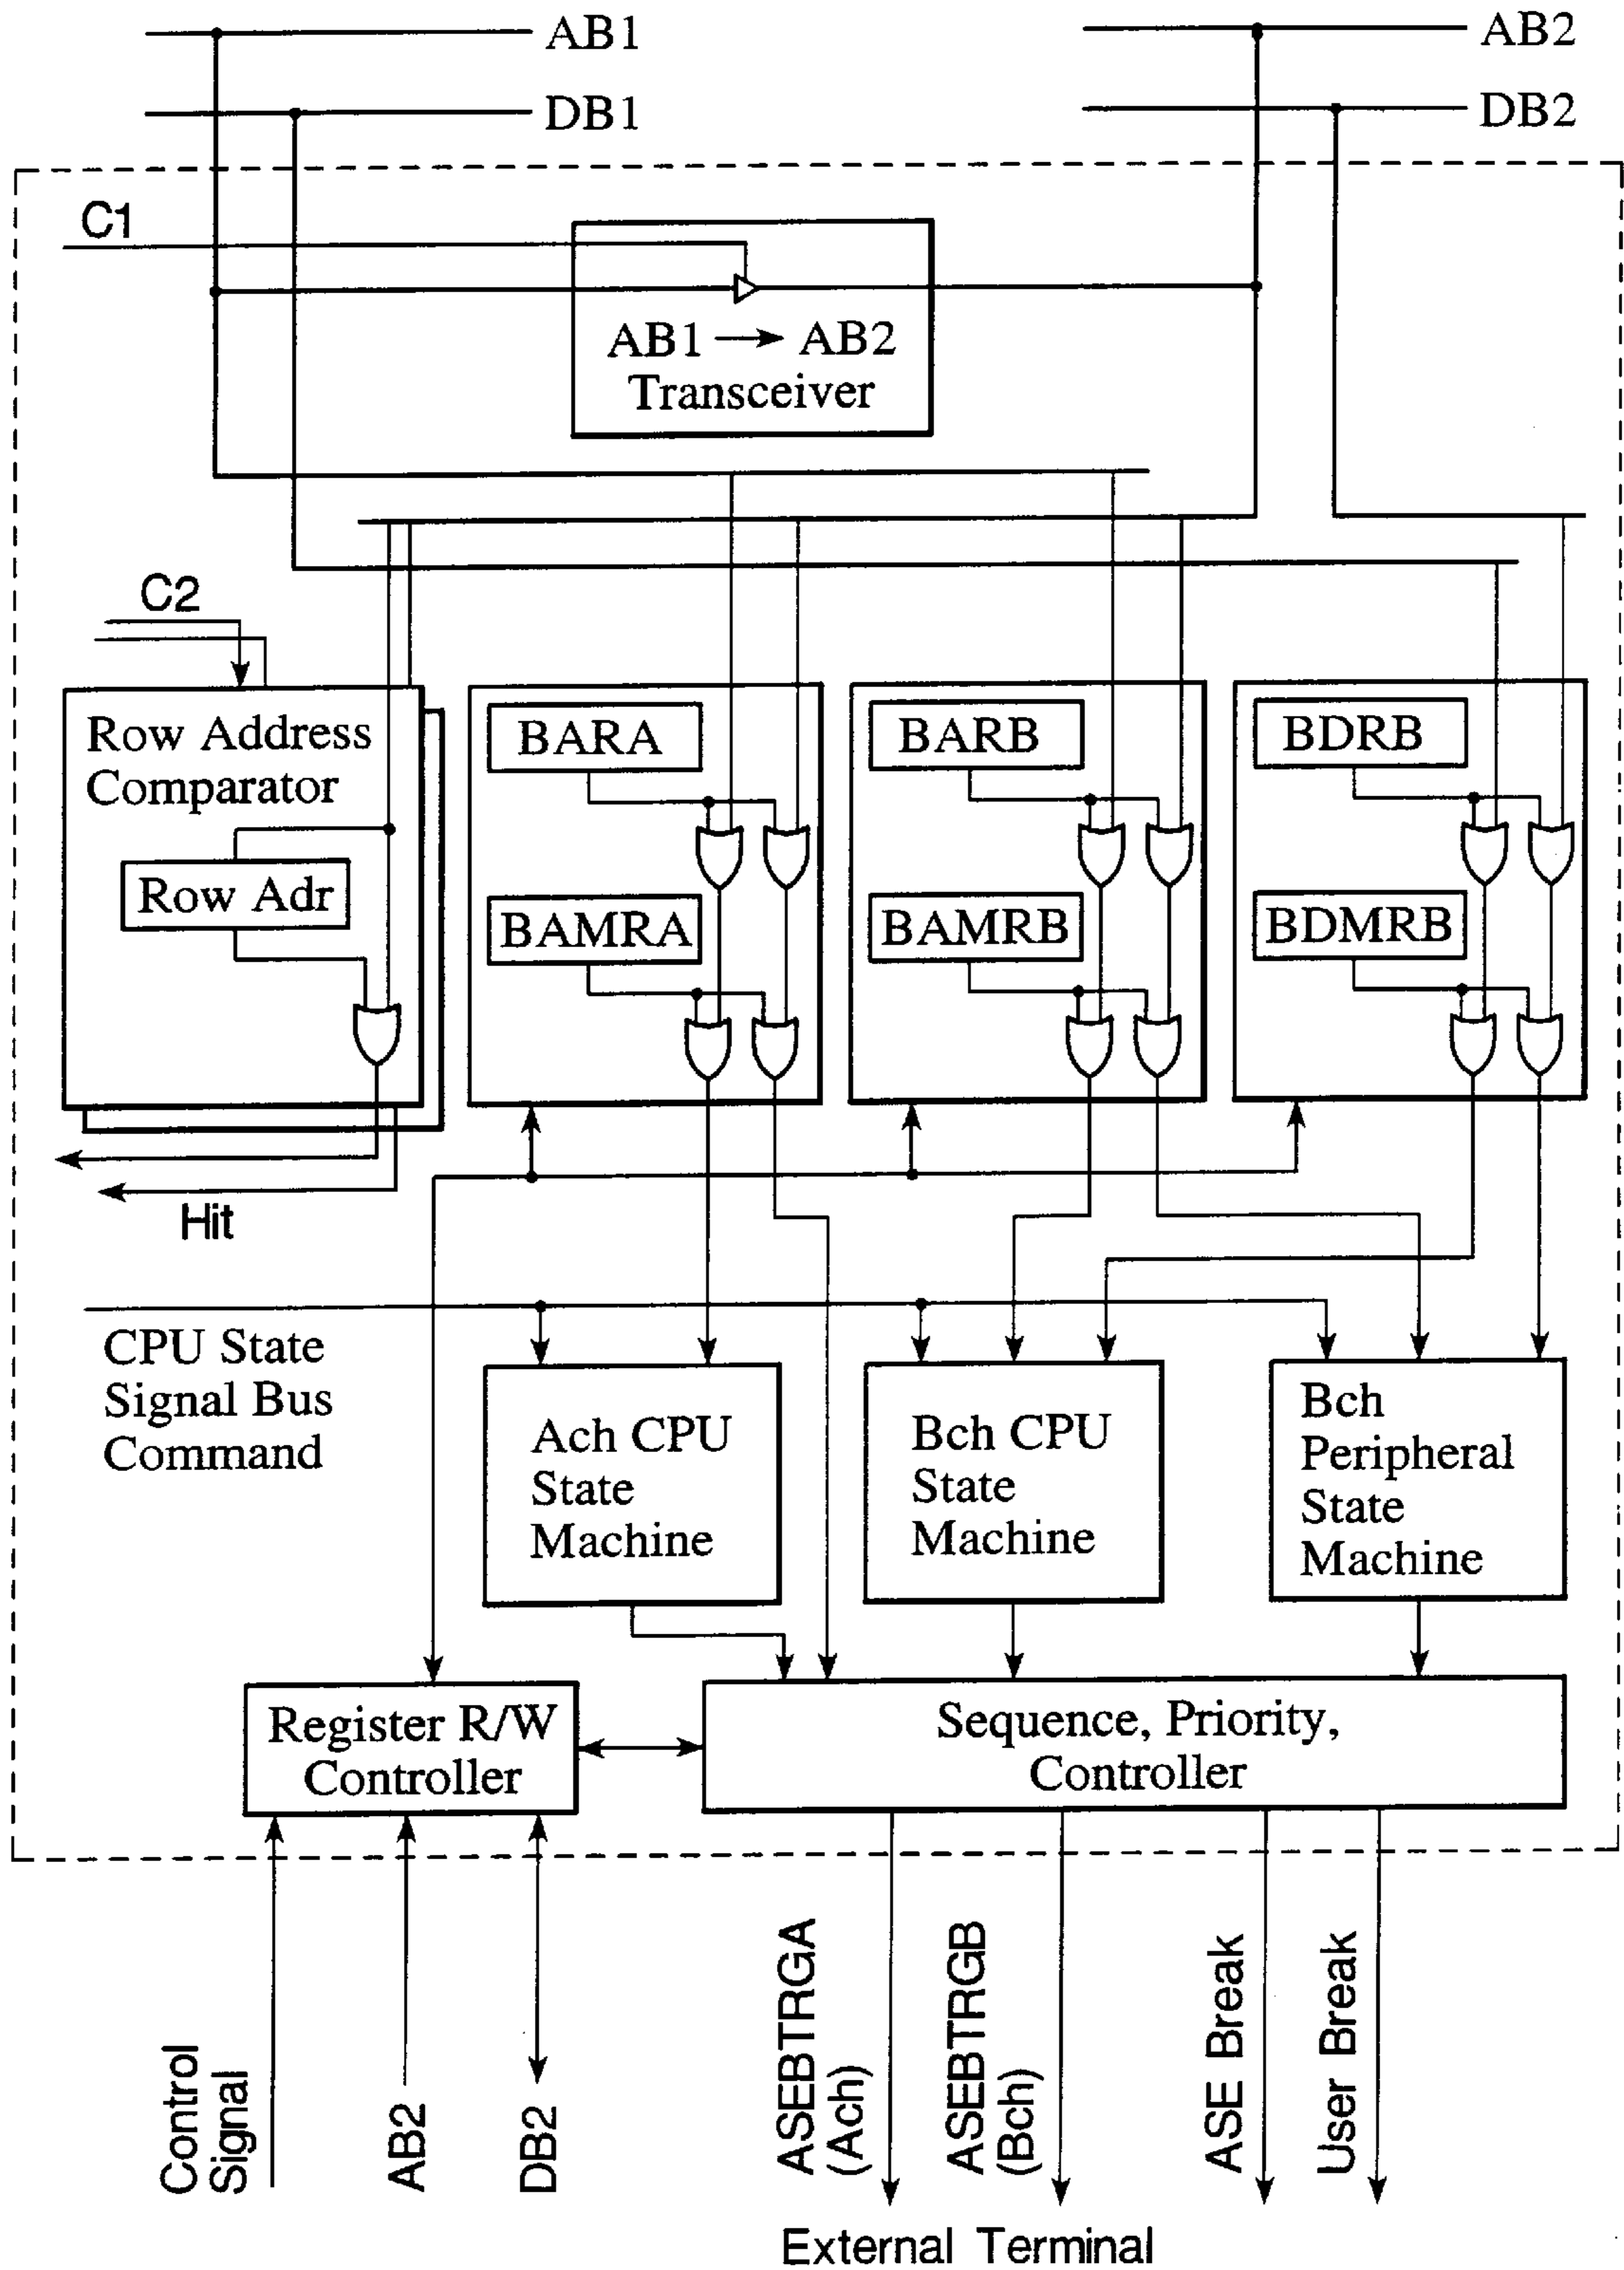 AB1
AB2
DB1
DB2
C1
AB1 → AB2
Transceiver
C2
Row Address
Comparator
Row Adr
BARA
BAMRA
BARB
BAMRB
BDRB
BDMRB
Hit
CPU State
Signal Bus
Command
Ach CPU
State
Machine
Bch CPU
State
Machine
Bch
Peripheral
State
Machine
Register R/W
Controller
Sequence, Priority,
Controller
Control
Signal
AB2
DB2
ASEBTRGA
(Ach)
ASEBTRGB
(Bch)
ASE Break
User Break
External Terminal